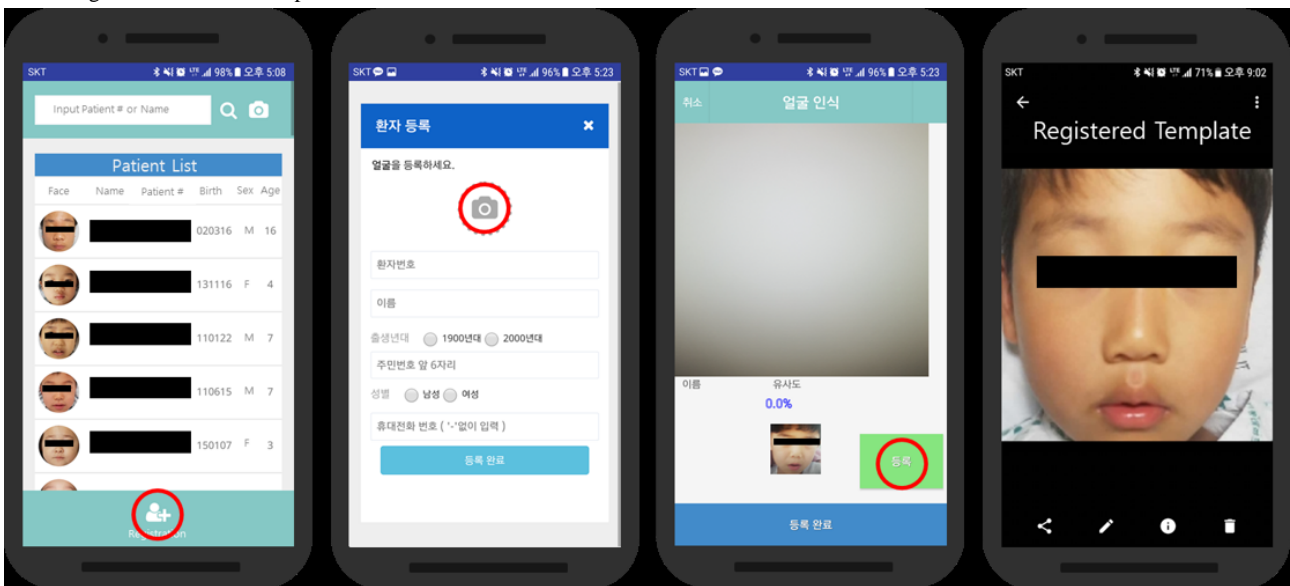 SKT 98% 오후 5:08
Input Patient # or Name
Patient List
Face Name Patient # Birth Sex Age
020316 M 16
131116 F 4
110122 M 7
110615 M 7
150107 F 3
Registration
SKT 96% 오후 5:23
환자 등록 ×
얼굴을 등록하세요.
환자번호
이름
출생년대 1900년대 2000년대
주민번호 앞 6자리
성별 남성 여성
휴대전화 번호 ( '-'없이 입력 )
등록 완료
SKT 96% 오후 5:23
취소 얼굴 인식
이름 유사도
0.0%
등록
등록 완료
SKT 71% 오후 9:02
Registered Template